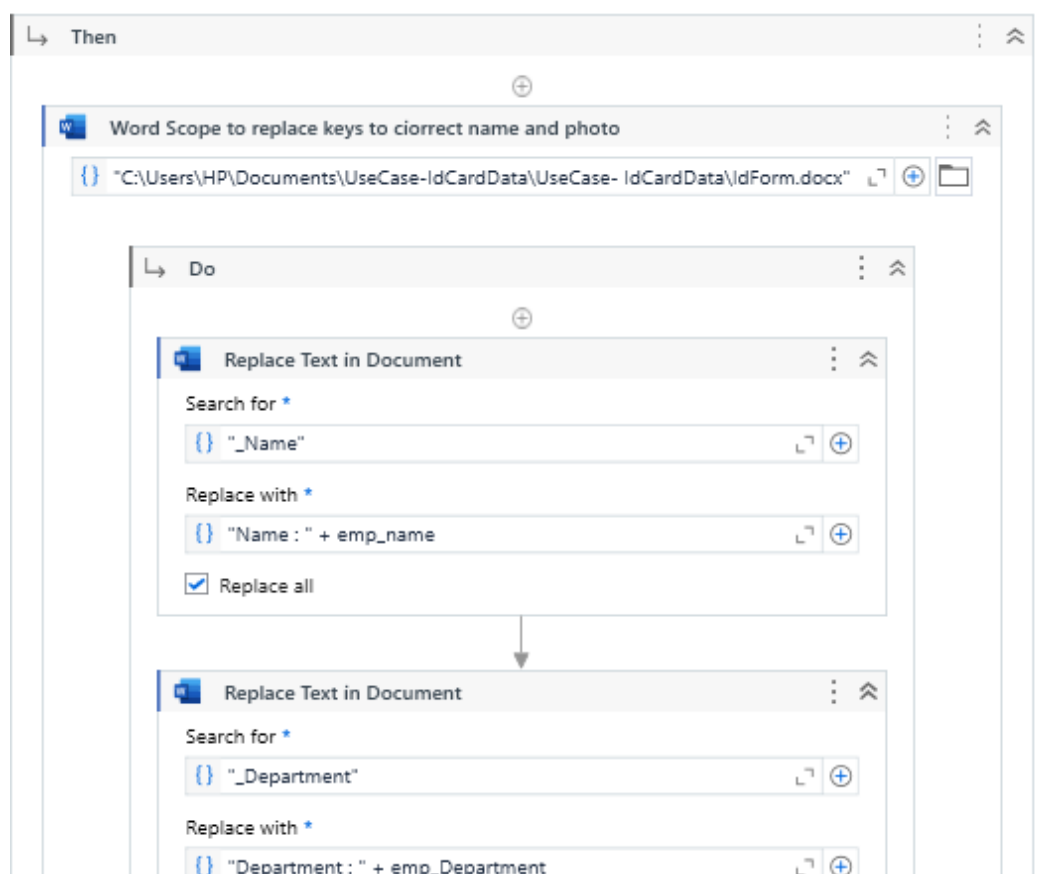 Then
Word Scope to replace keys to ciorrect name and photo
{} "C:\Users\HP\Documents\UseCase-IdCardData\UseCase- IdCardData\IdForm.docx"
Do
Replace Text in Document
Search for *
{} "_Name"
Replace with *
{} "Name : " + emp_name
Replace all
Replace Text in Document
Search for *
{} "_Department"
Replace with *
{} "Department : " + emp_Department